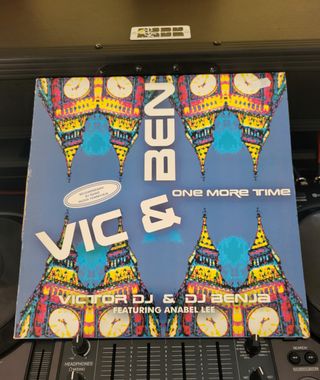 VIC & BEN
ONE MORE TIME
VICTOR DJ & DJ BENJA
FEATURING ANABEL LEE
HEADPHONES